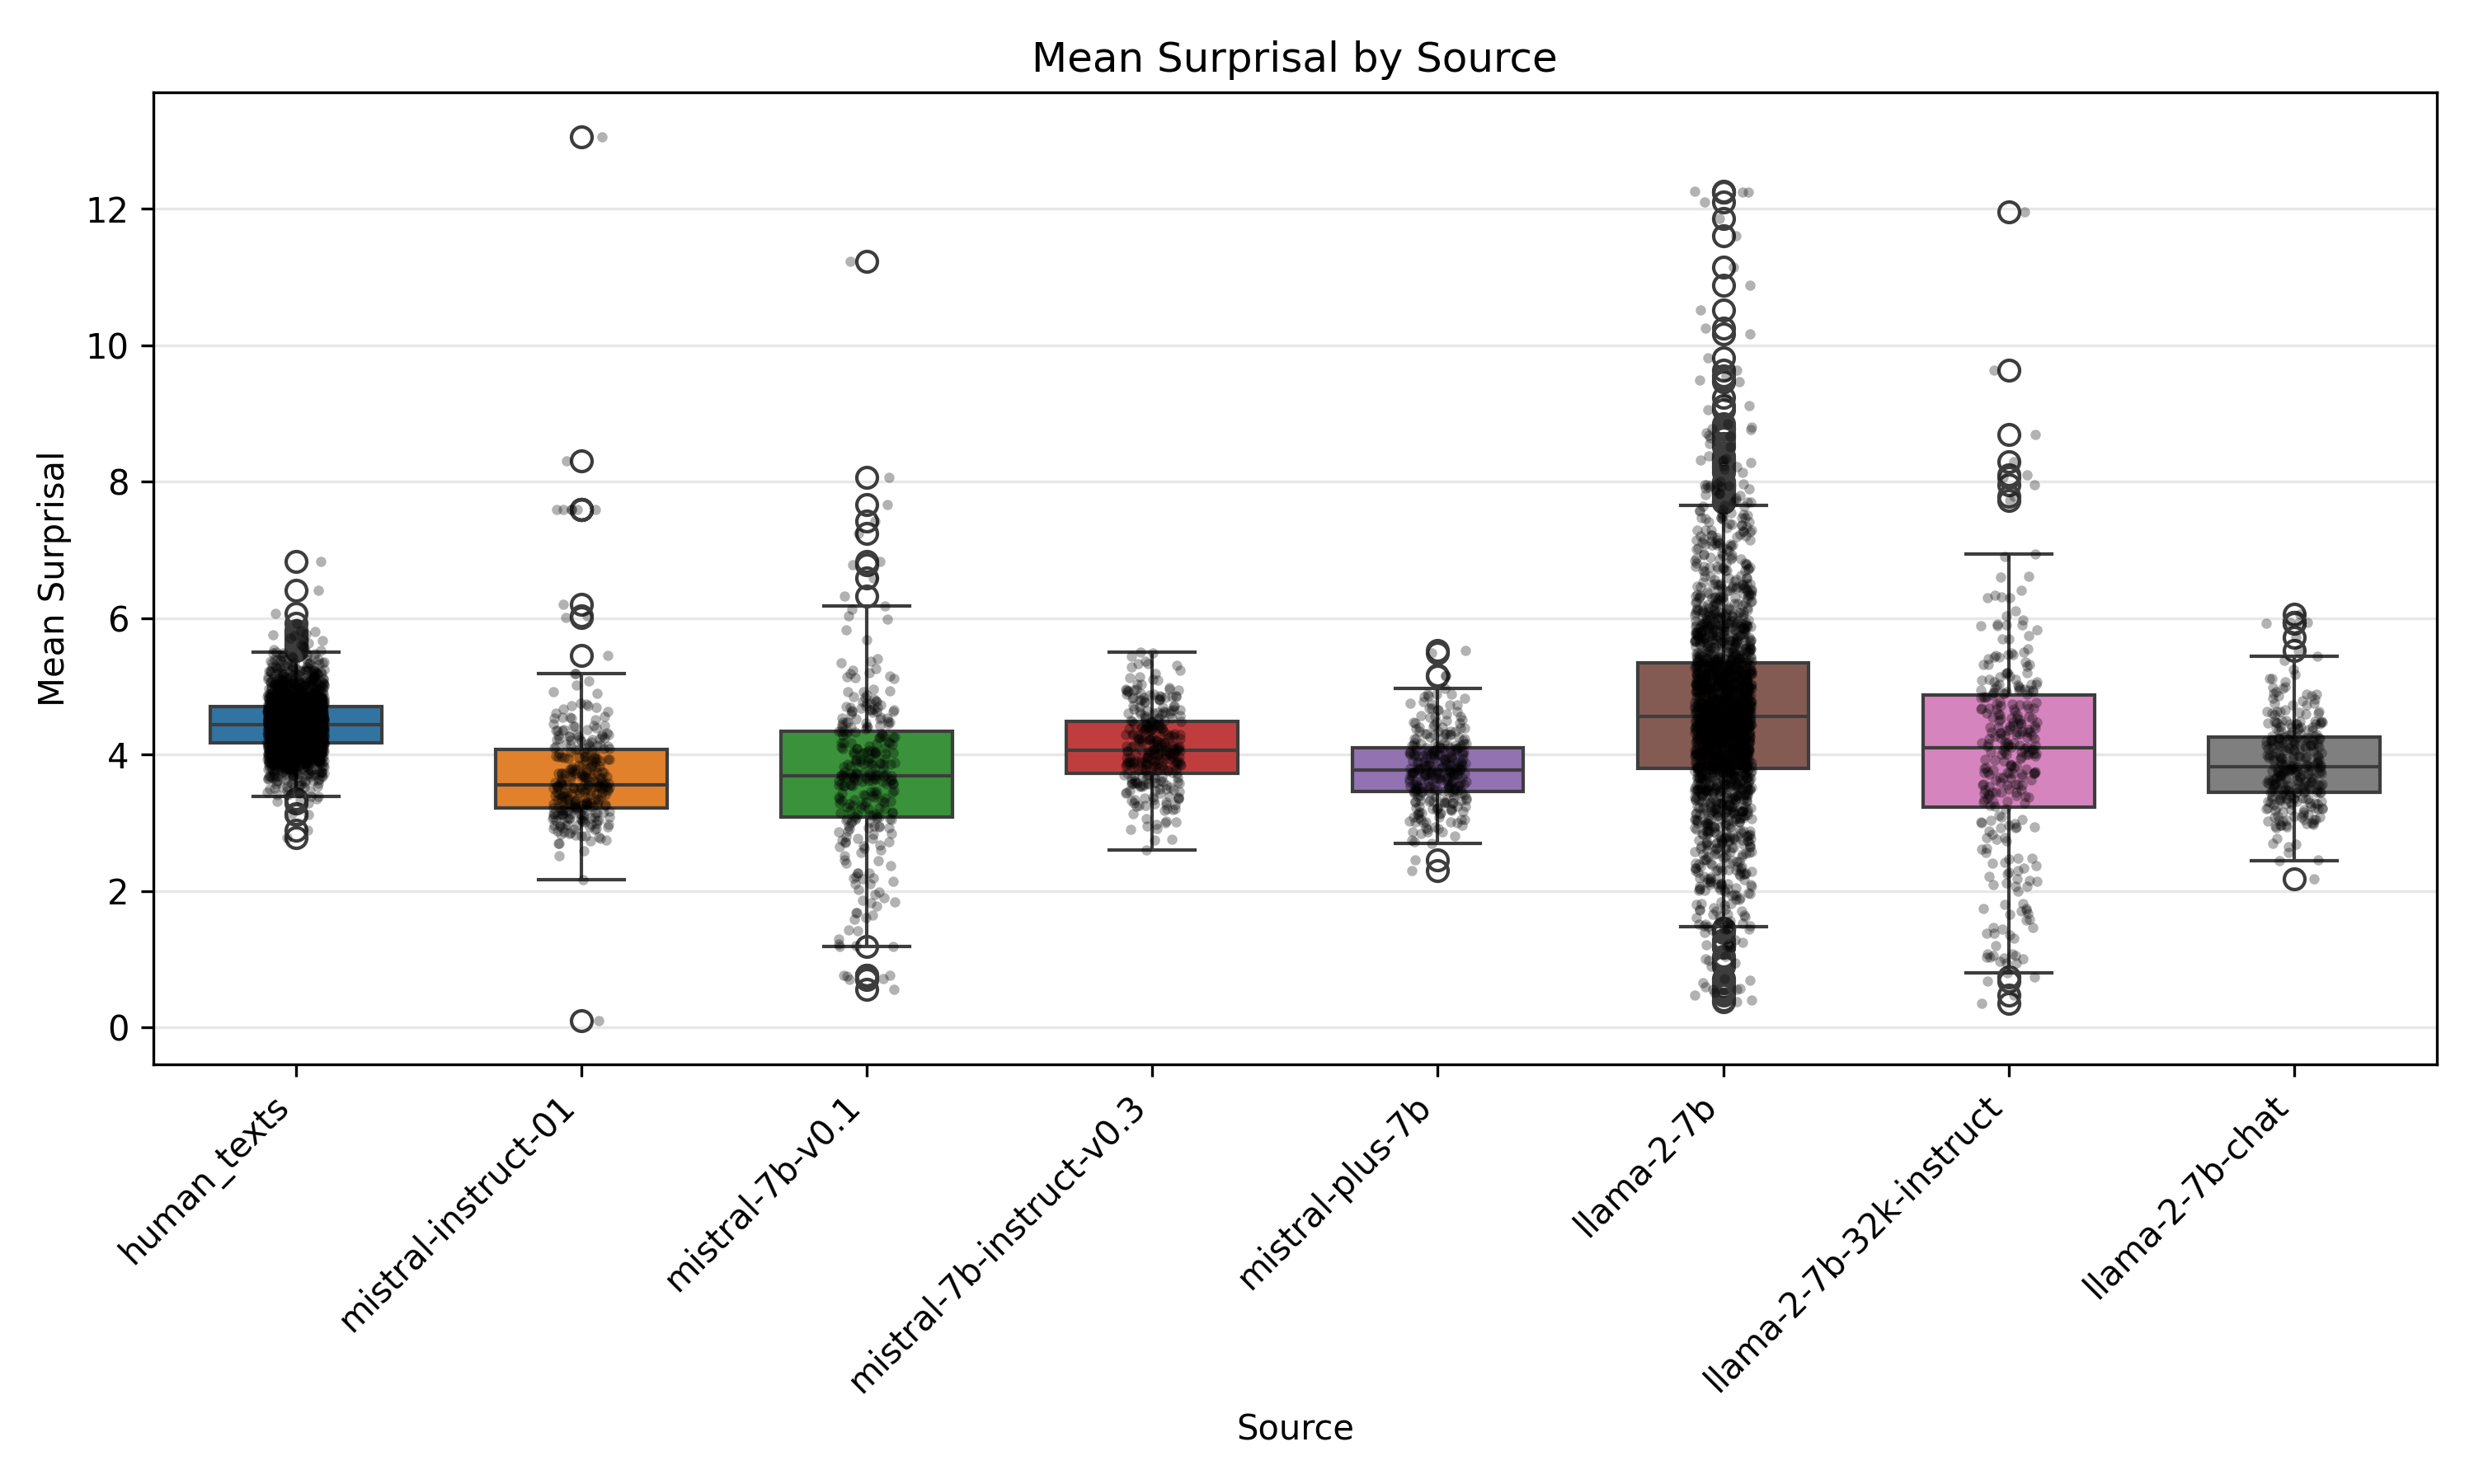 Mean Surprisal by Source
Mean Surprisal
12
10
8
6
4
2
0
human_texts
mistral-instruct-01
mistral-7b-v0.1
mistral-7b-instruct-v0.3
mistral-plus-7b
llama-2-7b
llama-2-7b-32k-instruct
llama-2-7b-chat
Source